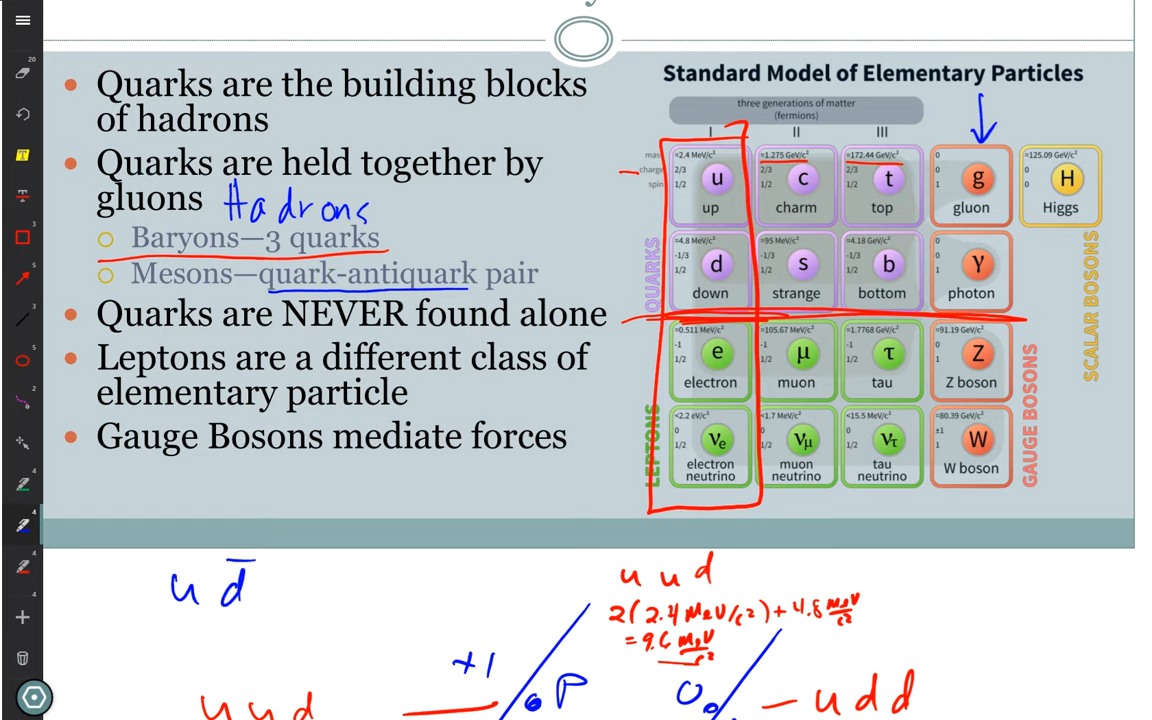 • Quarks are the building blocks
of hadrons
• Quarks are held together by
gluons Hadrons
○ Baryons—3 quarks
○ Mesons—quark-antiquark pair
• Quarks are NEVER found alone
• Leptons are a different class of
elementary particle
• Gauge Bosons mediate forces
Standard Model of Elementary Particles
three generations of matter
(fermions)
I II III
mass ≈2.4 MeV/c² ≈1.275 GeV/c² ≈172.44 GeV/c² 0 ≈125.09 GeV/c²
charge 2/3 2/3 2/3 0 0
spin 1/2 1/2 1/2 1 0
u c t g H
up charm top gluon Higgs
≈4.8 MeV/c² ≈95 MeV/c² ≈4.18 GeV/c² 0
-1/3 -1/3 -1/3 0
1/2 1/2 1/2 1
d s b γ
down strange bottom photon
≈0.511 MeV/c² ≈105.67 MeV/c² ≈1.7768 GeV/c² ≈91.19 GeV/c²
-1 -1 -1 0
1/2 1/2 1/2 1
e μ τ Z
electron muon tau Z boson
<2.2 eV/c² <1.7 MeV/c² <15.5 MeV/c² ≈80.39 GeV/c²
0 0 0 ±1
1/2 1/2 1/2 1
νe νμ ντ W
electron muon tau W boson
neutrino neutrino neutrino
QUARKS
LEPTONS
GAUGE BOSONS
SCALAR BOSONS
u d̄
u u d
2(2.4 MeV/c²) + 4.8 MeV/c²
= 9.6 MeV/c²
+1 P
u u d
0 – u d d
20
T
3
5
3
5
2
4
4
4
4